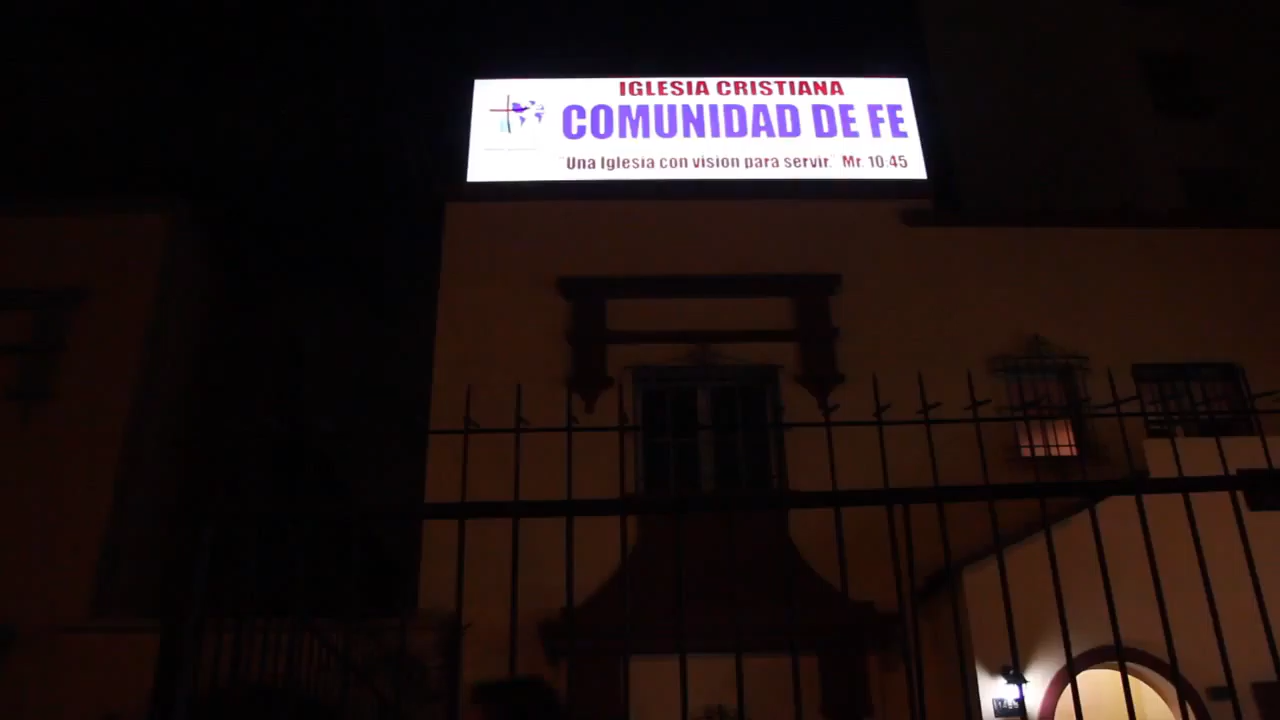 IGLESIA CRISTIANA
COMUNIDAD DE FE
"Una Iglesia con vision para servir." Mr. 10:45